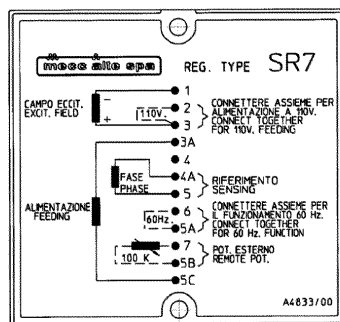 mecc alte spa
REG. TYPE SR7
CAMPO ECCIT.
EXCIT. FIELD
-
+
110V.
1
2
3
3A
4
4A
5
6
5A
7
5B
5C
CONNETTERE ASSIEME PER
ALIMENTAZIONE A 110V.
CONNECT TOGETHER
FOR 110V. FEEDING
FASE
PHASE
RIFERIMENTO
SENSING
ALIMENTAZIONE
FEEDING
60Hz.
CONNETTERE ASSIEME PER
IL FUNZIONAMENTO 60 Hz.
CONNECT TOGETHER
FOR 60 Hz. FUNCTION
100 K
POT. ESTERNO
REMOTE POT.
A4833/00